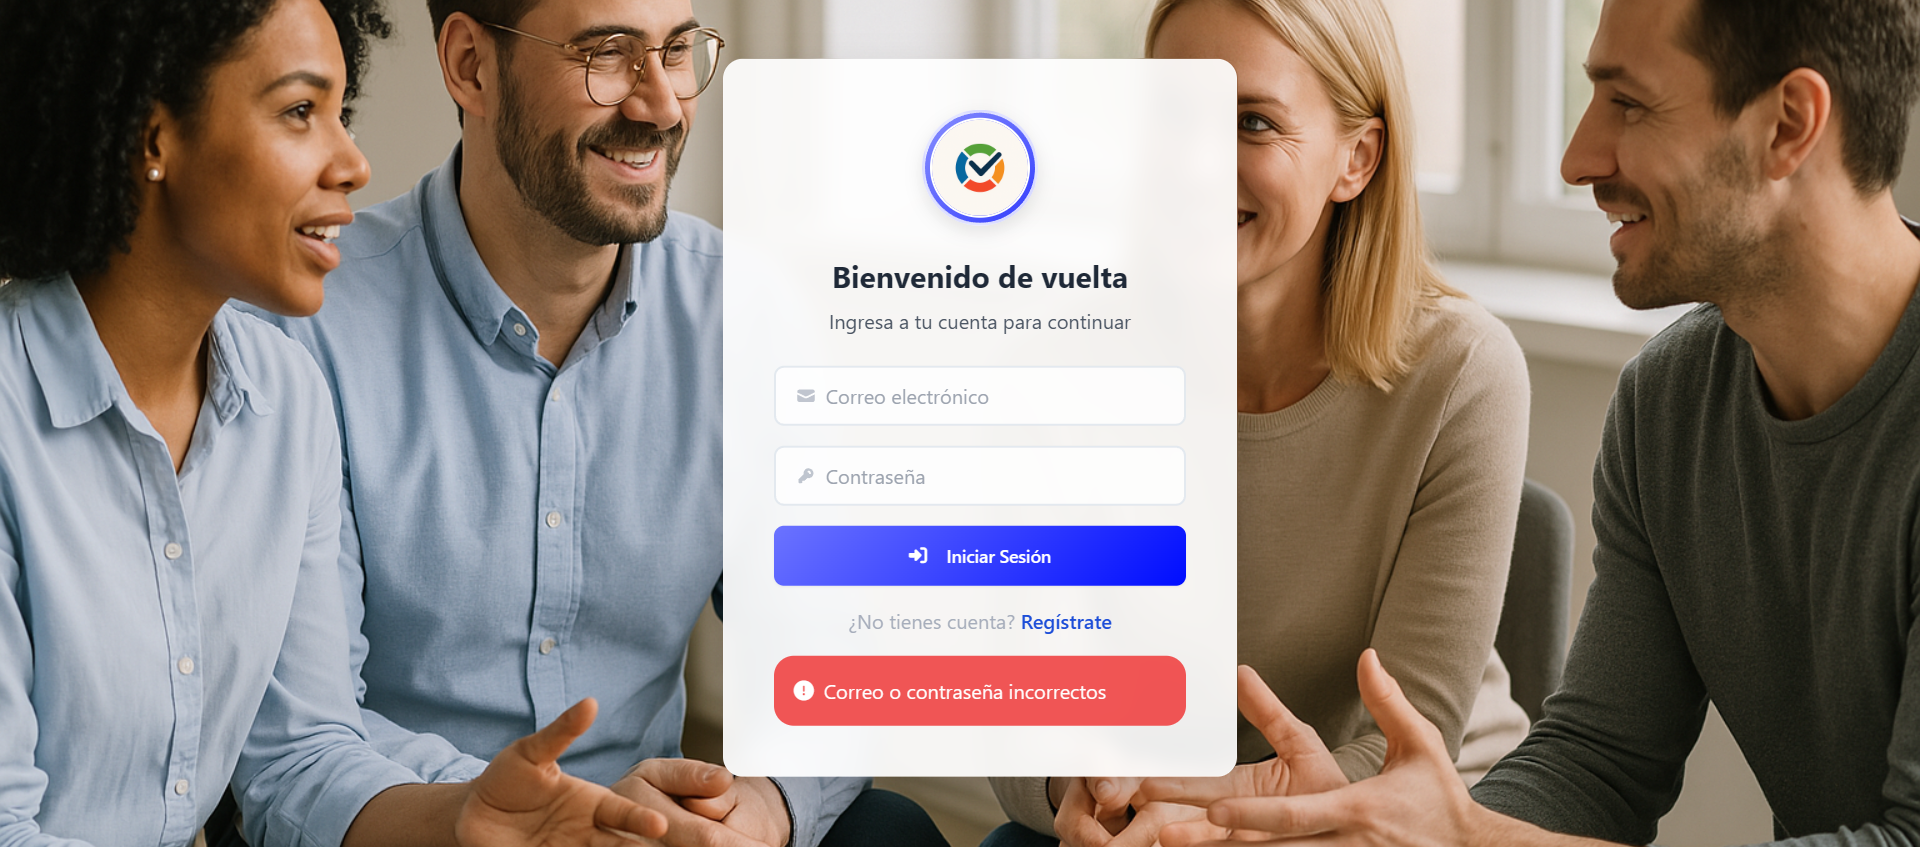 Bienvenido de vuelta
Ingresa a tu cuenta para continuar
Correo electrónico
Contraseña
Iniciar Sesión
¿No tienes cuenta? Regístrate
Correo o contraseña incorrectos